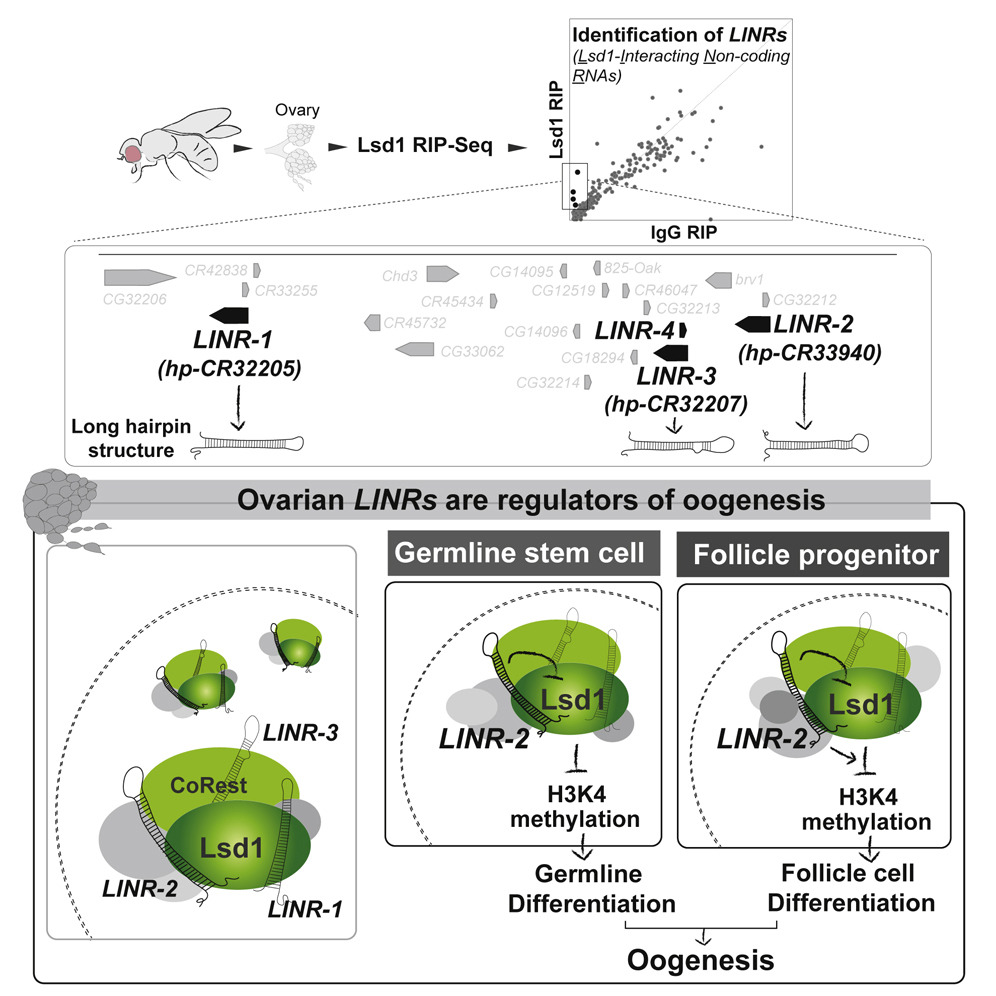 Identification of LINRs
(Lsd1-Interacting Non-coding
RNAs)
Ovary
Lsd1 RIP-Seq
Lsd1 RIP
IgG RIP
CR42838
CG32206
CR33255
LINR-1
(hp-CR32205)
Chd3
CR45434
CR45732
CG33062
CG14095
825-Oak
CG12519
CR46047
CG32213
CG14096
LINR-4
CG18294
CG32214
LINR-3
(hp-CR32207)
brv1
CG32212
LINR-2
(hp-CR33940)
Long hairpin
structure
Ovarian LINRs are regulators of oogenesis
LINR-3
CoRest
Lsd1
LINR-2
LINR-1
Germline stem cell
Lsd1
LINR-2
H3K4
methylation
Germline
Differentiation
Follicle progenitor
Lsd1
LINR-2
H3K4
methylation
Follicle cell
Differentiation
Oogenesis